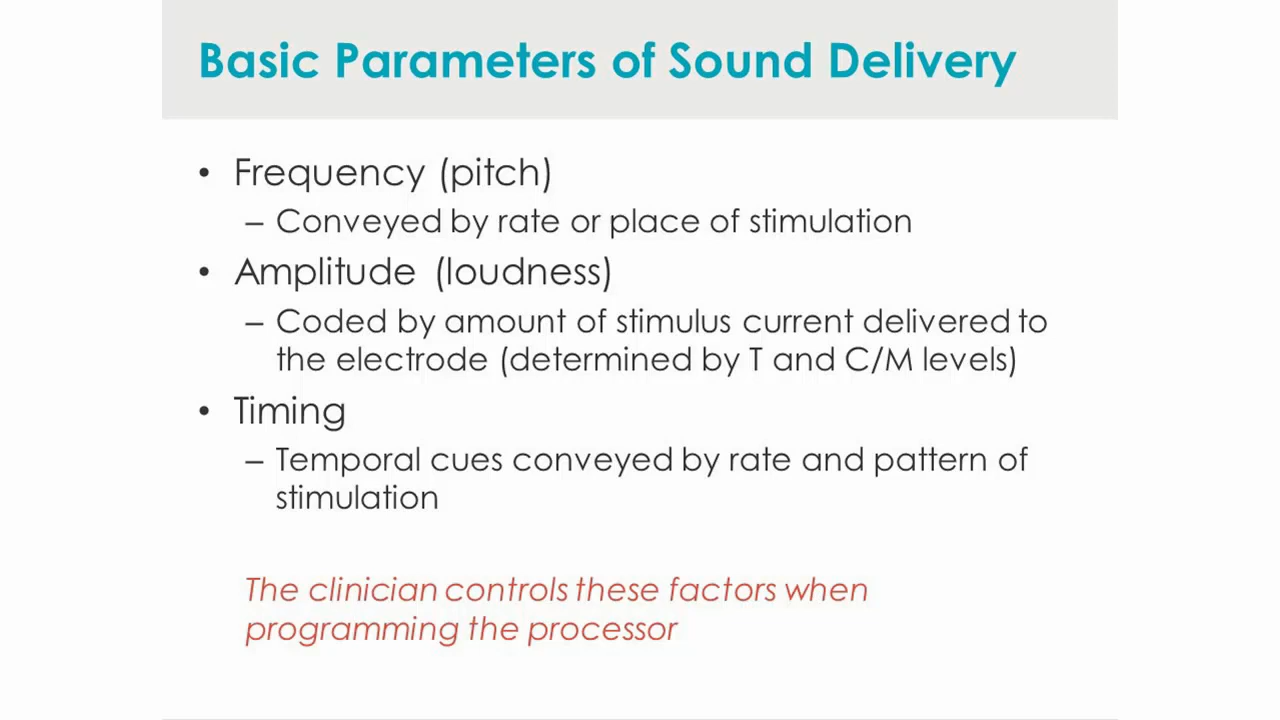 Basic Parameters of Sound Delivery
• Frequency (pitch)
– Conveyed by rate or place of stimulation
• Amplitude (loudness)
– Coded by amount of stimulus current delivered to
the electrode (determined by T and C/M levels)
• Timing
– Temporal cues conveyed by rate and pattern of
stimulation
The clinician controls these factors when
programming the processor